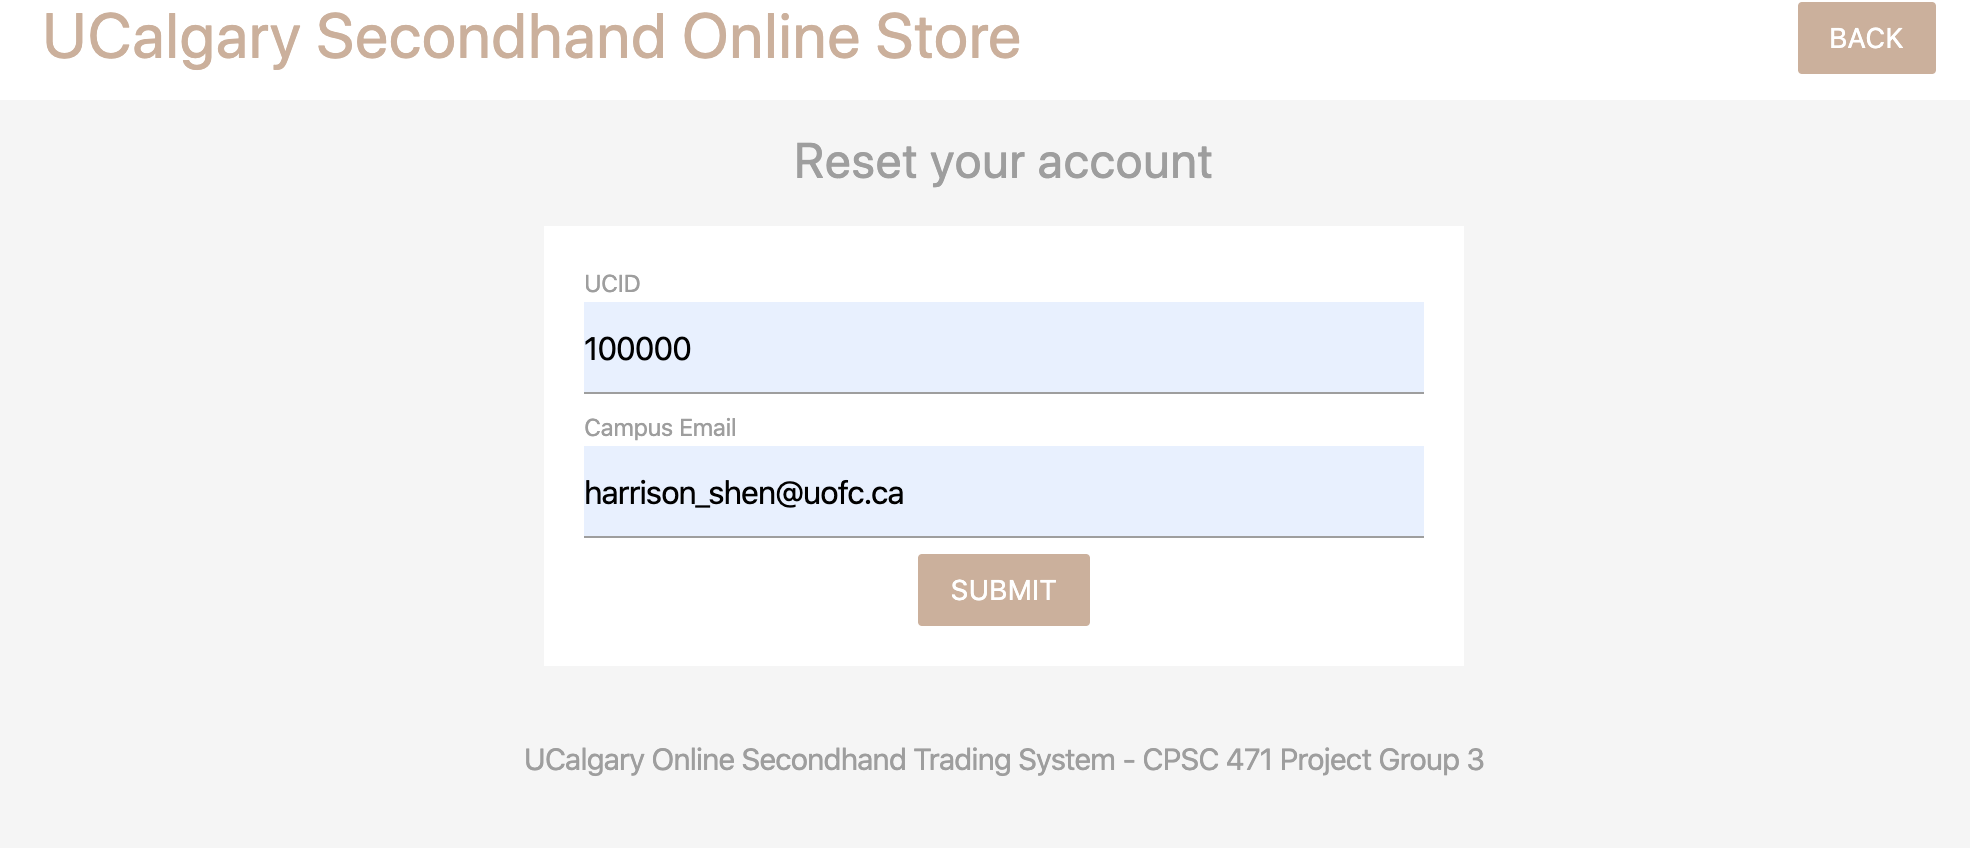 UCalgary Secondhand Online Store
BACK
Reset your account
UCID
100000
Campus Email
harrison_shen@uofc.ca
SUBMIT
UCalgary Online Secondhand Trading System - CPSC 471 Project Group 3